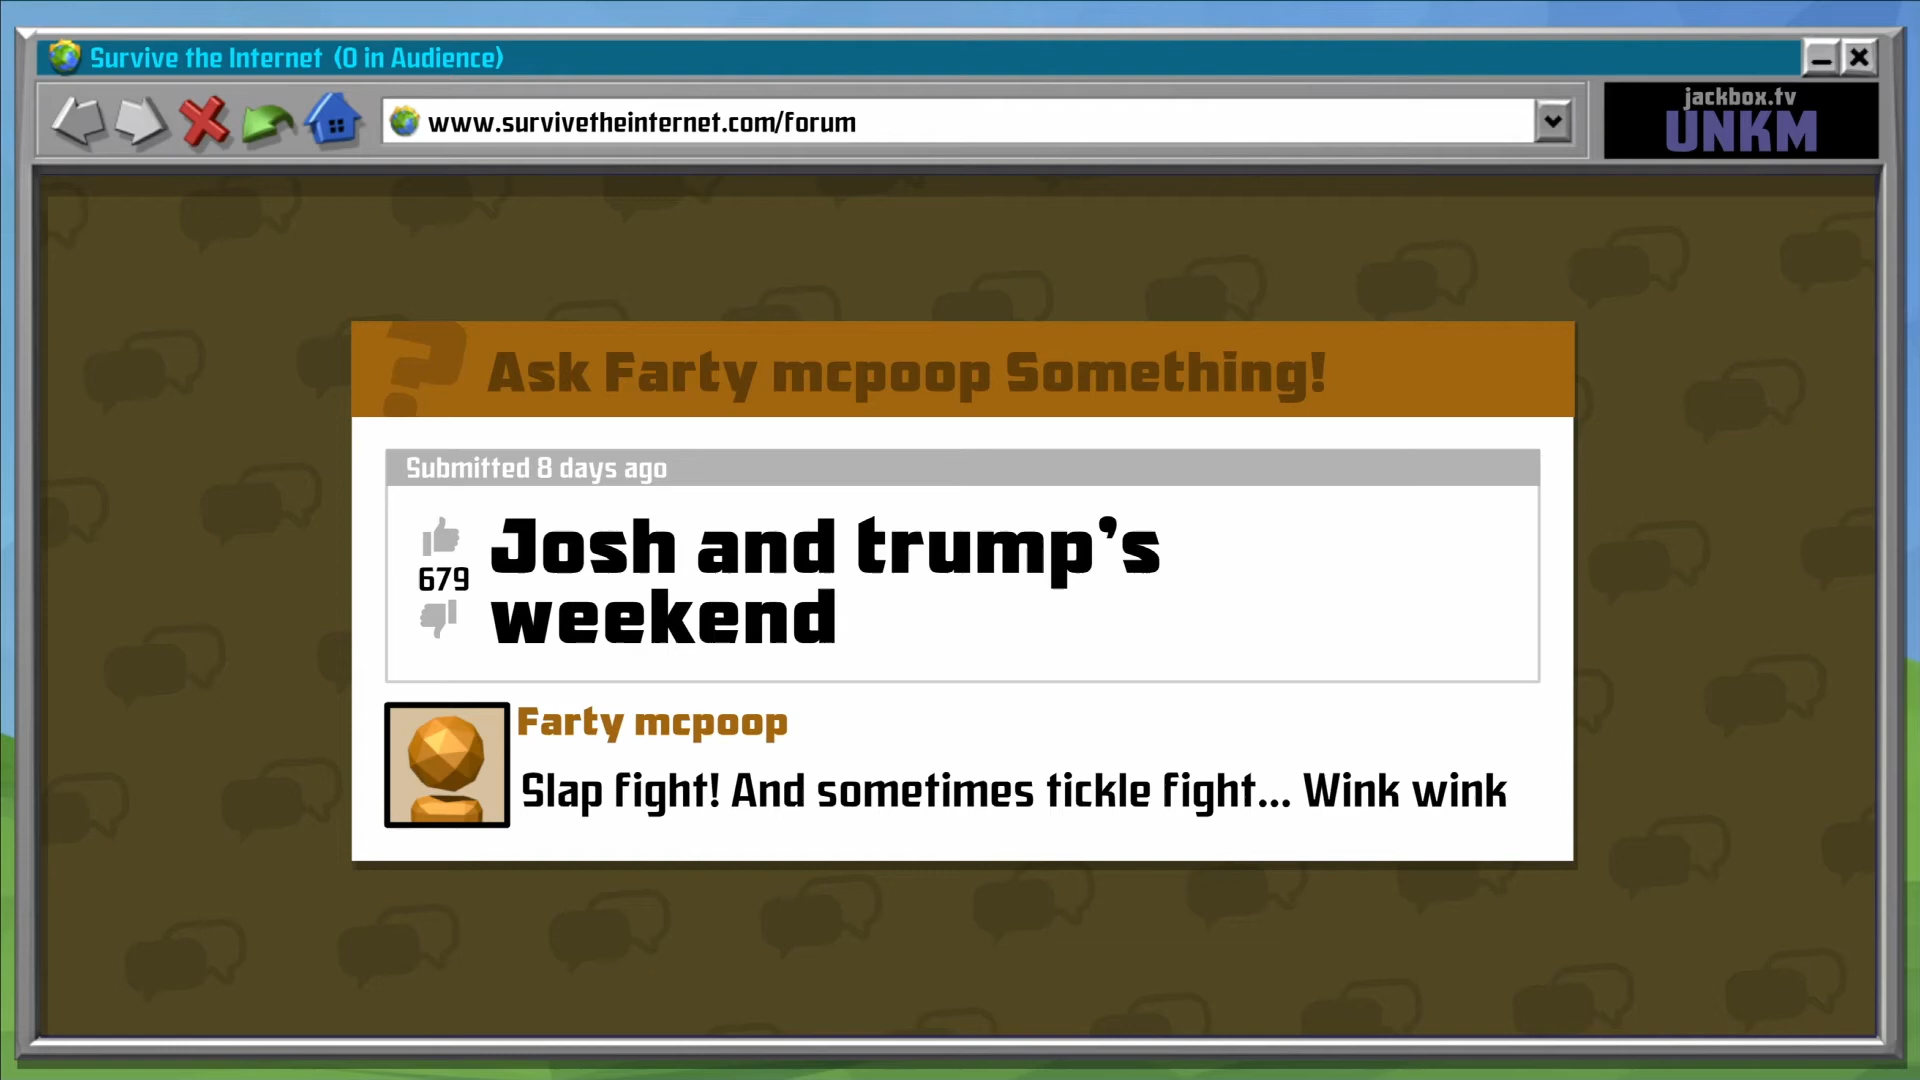 Survive the Internet (0 in Audience)
www.survivetheinternet.com/forum
jackbox.tv
UNKM
Ask Farty mcpoop Something!
Submitted 8 days ago
679
Josh and trump's
weekend
Farty mcpoop
Slap fight! And sometimes tickle fight... Wink wink